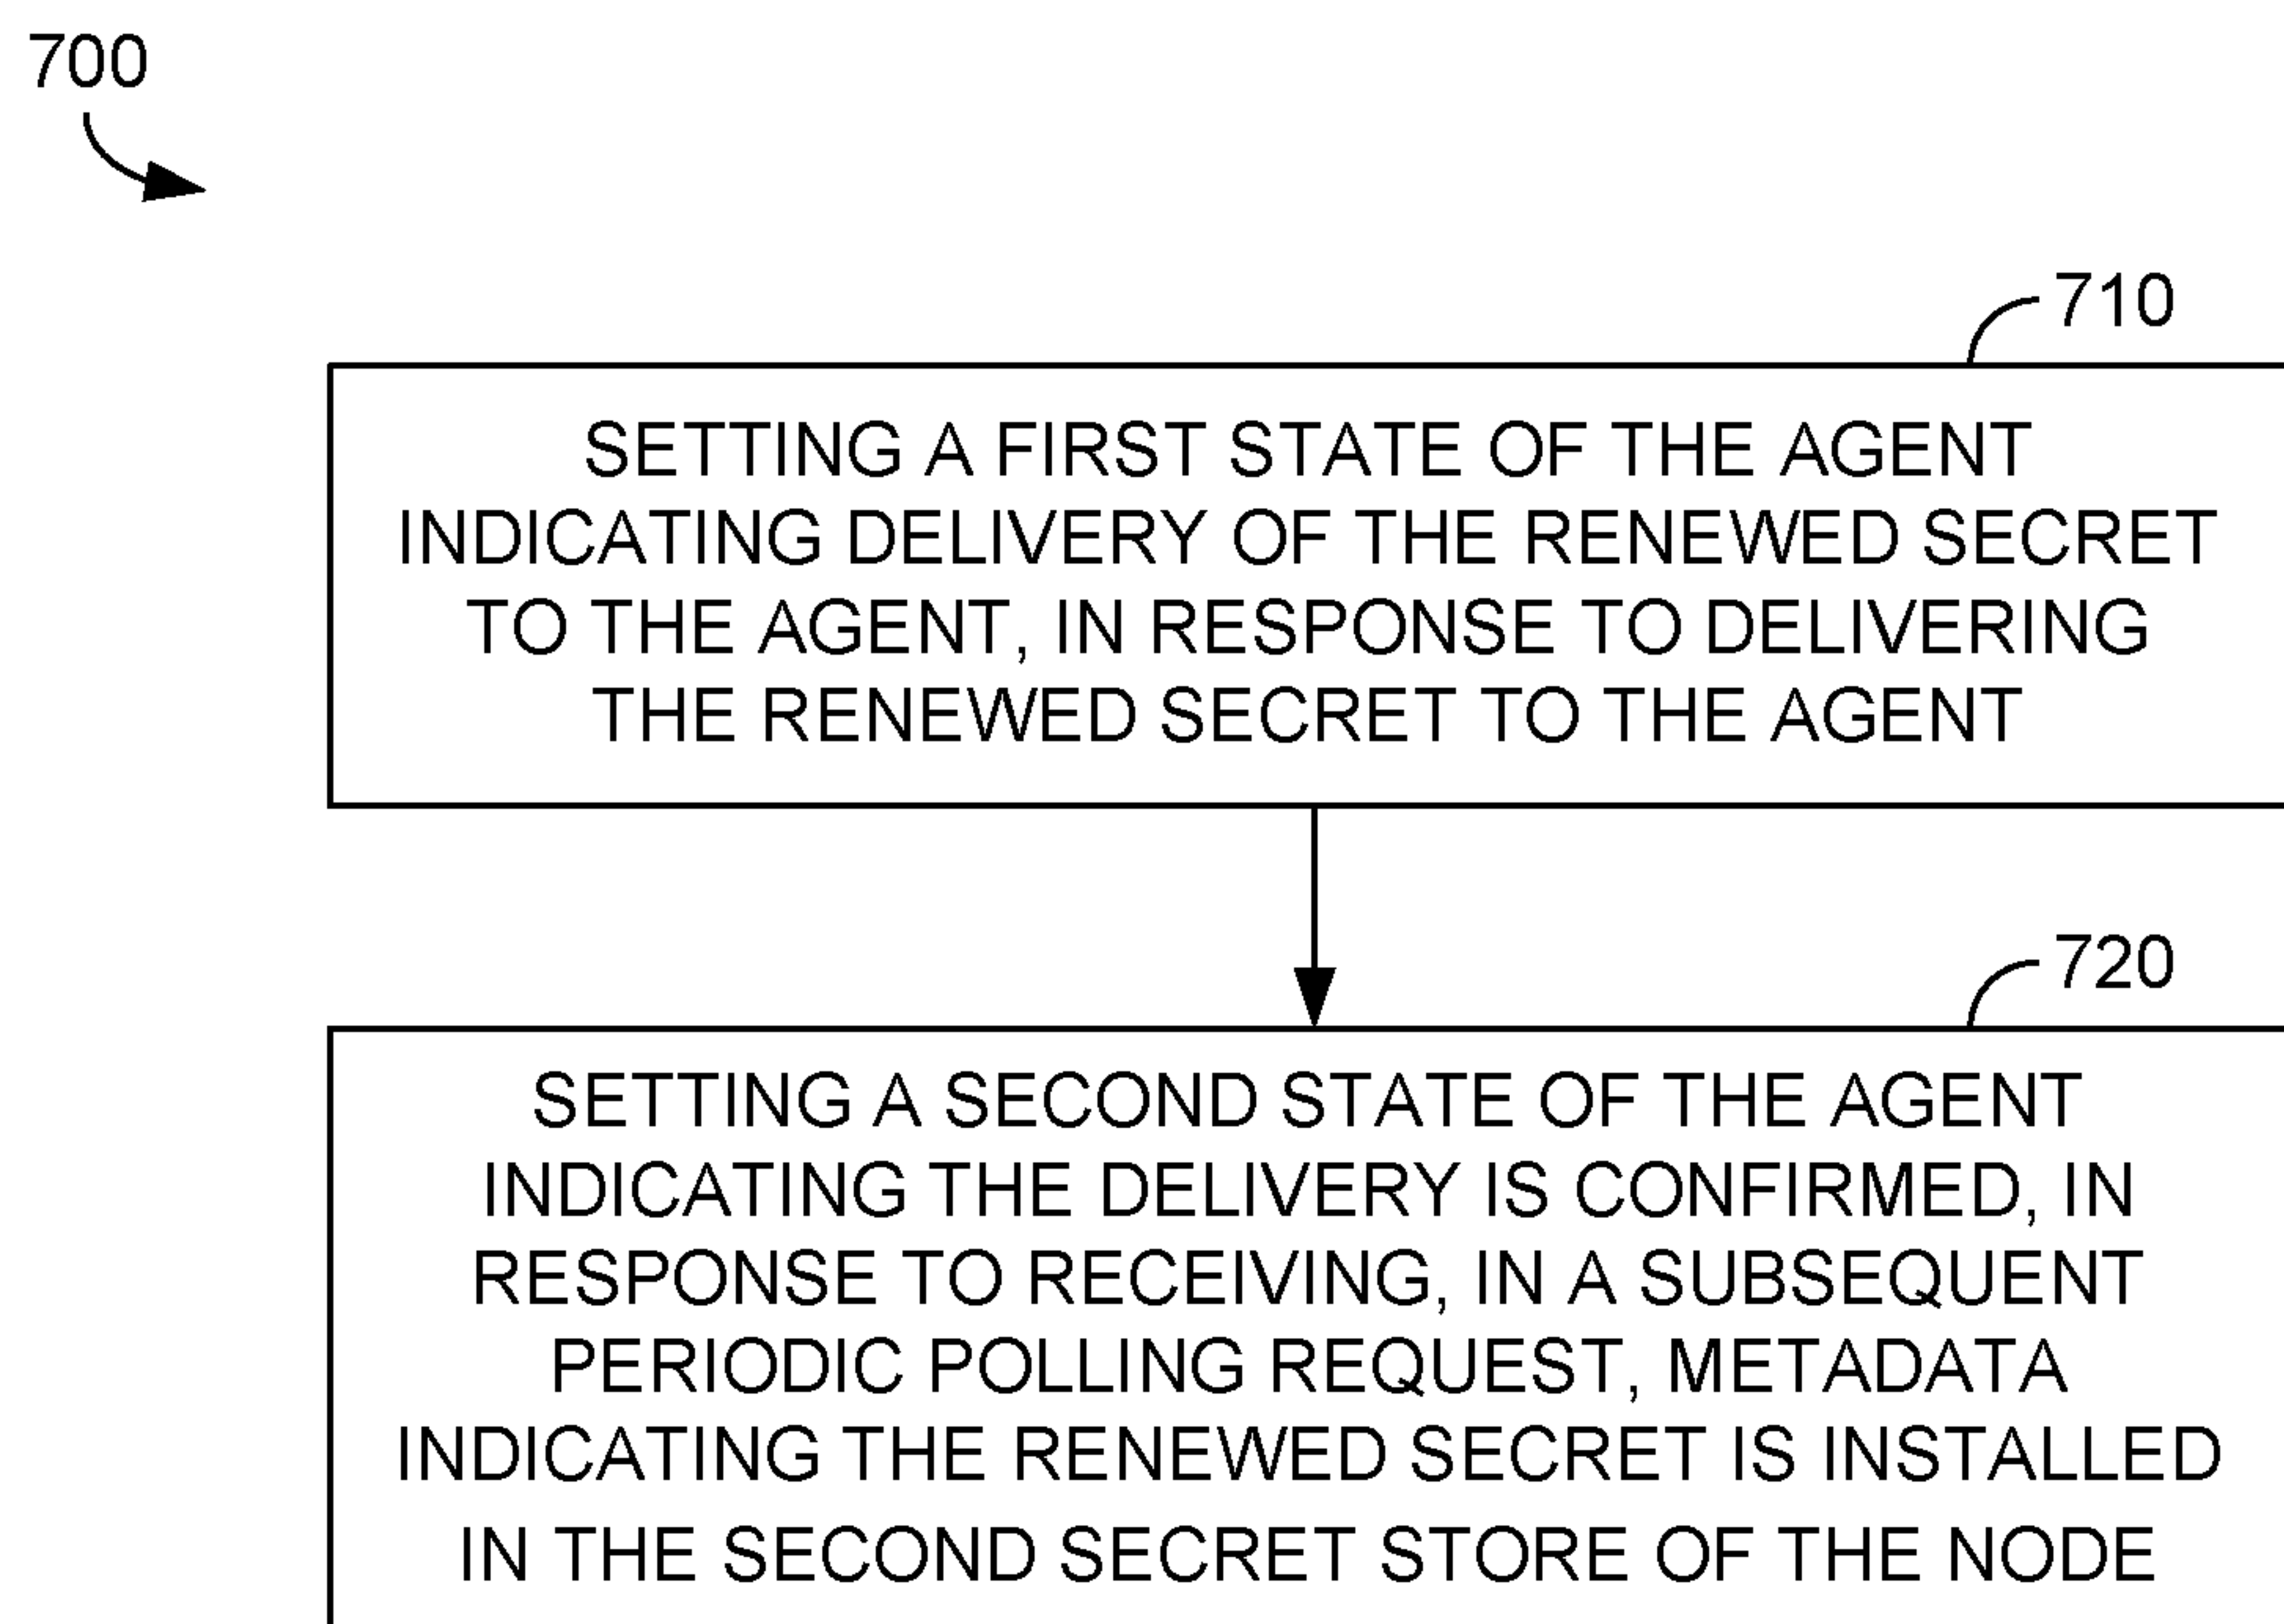 700
710
SETTING A FIRST STATE OF THE AGENT
INDICATING DELIVERY OF THE RENEWED SECRET
TO THE AGENT, IN RESPONSE TO DELIVERING
THE RENEWED SECRET TO THE AGENT
720
SETTING A SECOND STATE OF THE AGENT
INDICATING THE DELIVERY IS CONFIRMED, IN
RESPONSE TO RECEIVING, IN A SUBSEQUENT
PERIODIC POLLING REQUEST, METADATA
INDICATING THE RENEWED SECRET IS INSTALLED
IN THE SECOND SECRET STORE OF THE NODE